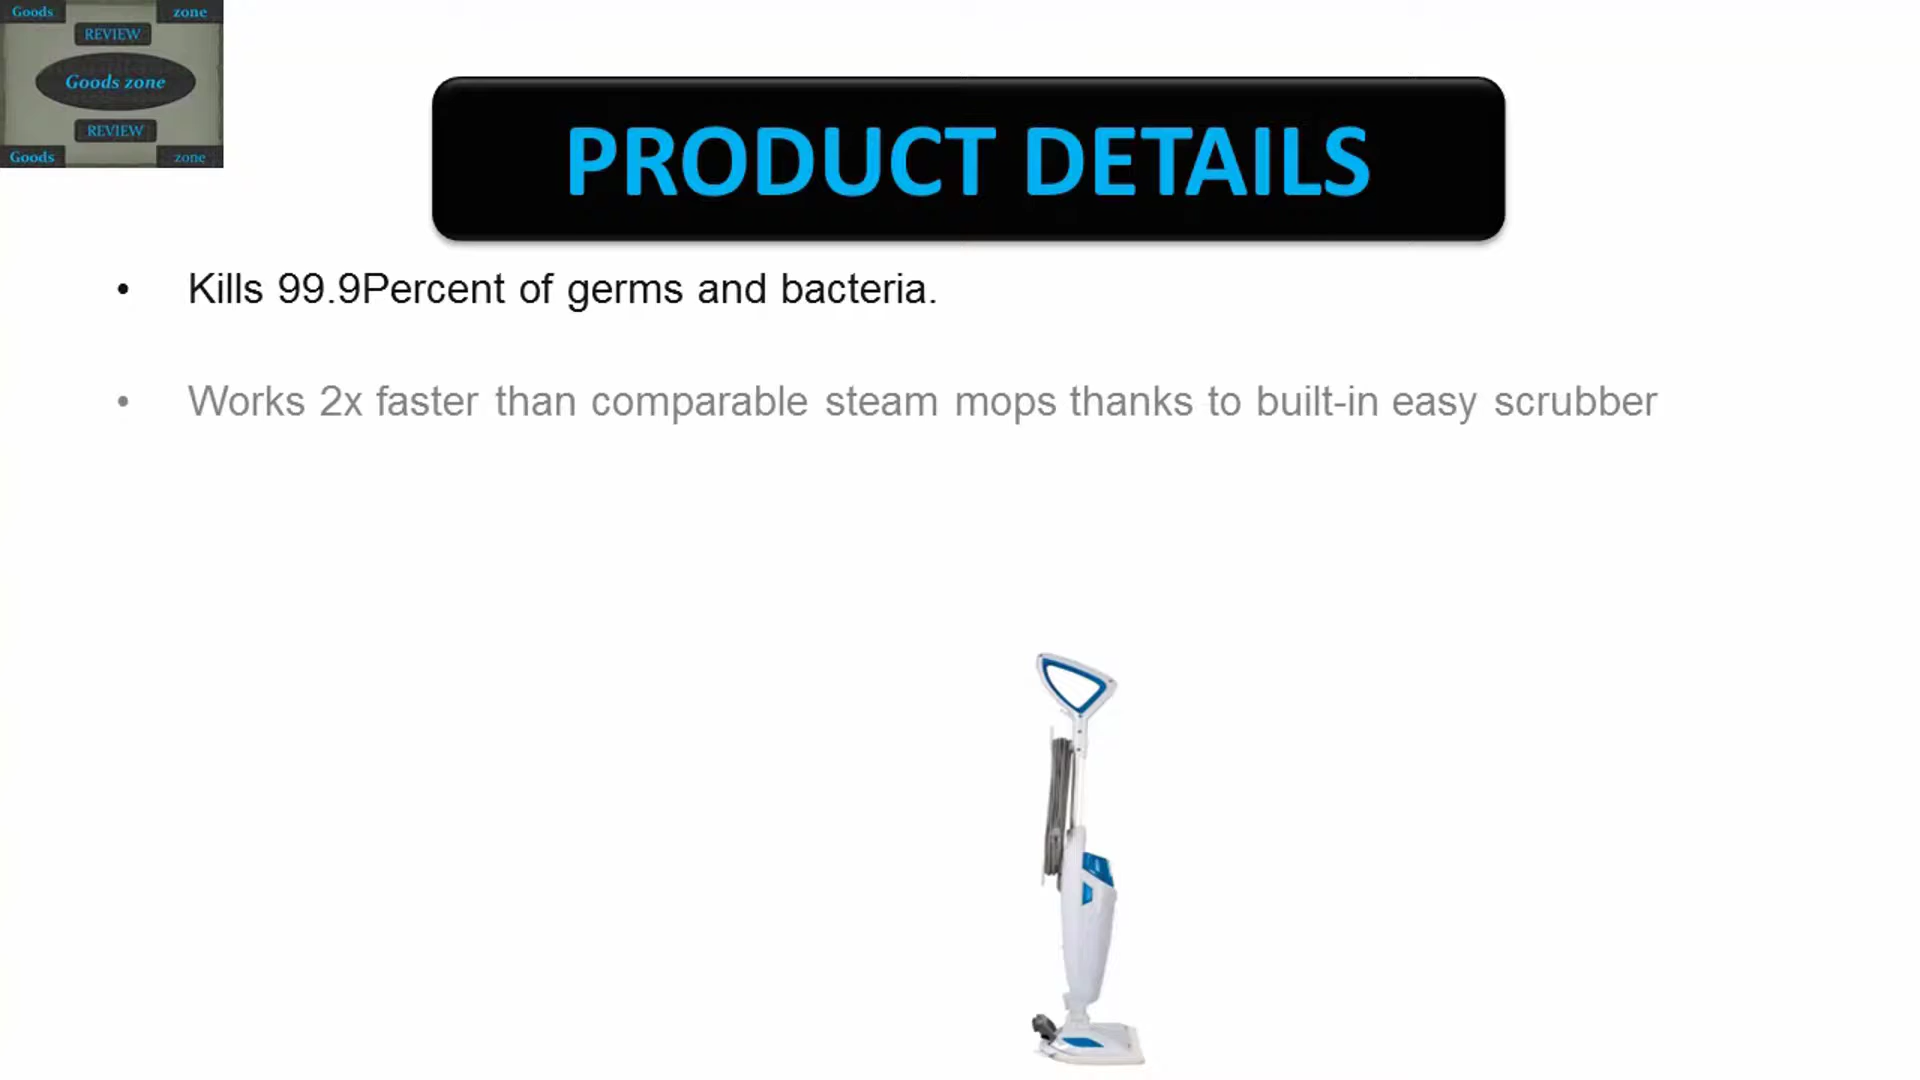 Goods zone
REVIEW
Goods zone
REVIEW
Goods zone
PRODUCT DETAILS
• Kills 99.9Percent of germs and bacteria.
• Works 2x faster than comparable steam mops thanks to built-in easy scrubber